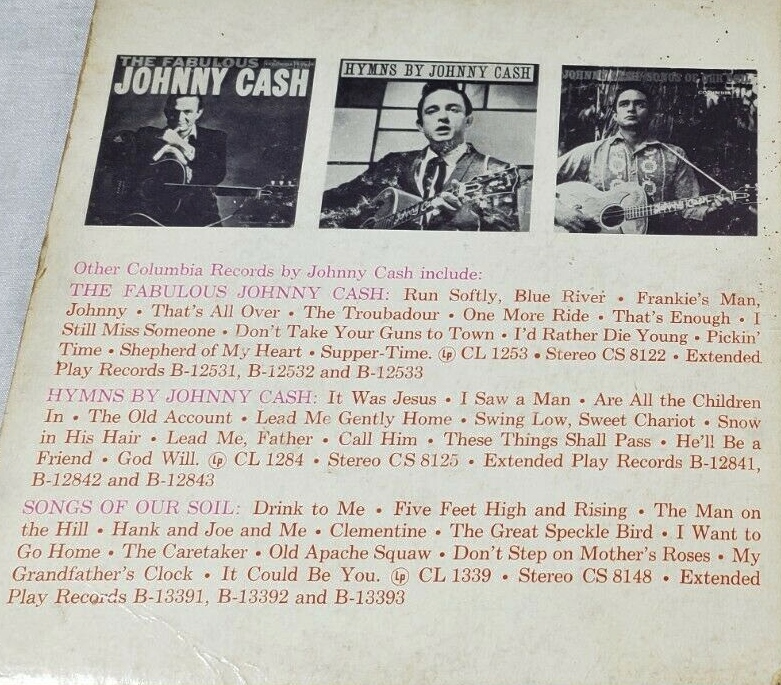 THE FABULOUS
JOHNNY CASH
HYMNS BY JOHNNY CASH
JOHNNY CASH SONGS OF OUR SOIL
Other Columbia Records by Johnny Cash include:
THE FABULOUS JOHNNY CASH: Run Softly, Blue River • Frankie's Man,
Johnny • That's All Over • The Troubadour • One More Ride • That's Enough • I
Still Miss Someone • Don't Take Your Guns to Town • I'd Rather Die Young • Pickin'
Time • Shepherd of My Heart • Supper-Time. Lp CL 1253 • Stereo CS 8122 • Extended
Play Records B-12531, B-12532 and B-12533
HYMNS BY JOHNNY CASH: It Was Jesus • I Saw a Man • Are All the Children
In • The Old Account • Lead Me Gently Home • Swing Low, Sweet Chariot • Snow
in His Hair • Lead Me, Father • Call Him • These Things Shall Pass • He'll Be a
Friend • God Will. Lp CL 1284 • Stereo CS 8125 • Extended Play Records B-12841,
B-12842 and B-12843
SONGS OF OUR SOIL: Drink to Me • Five Feet High and Rising • The Man on
the Hill • Hank and Joe and Me • Clementine • The Great Speckle Bird • I Want to
Go Home • The Caretaker • Old Apache Squaw • Don't Step on Mother's Roses • My
Grandfather's Clock • It Could Be You. Lp CL 1339 • Stereo CS 8148 • Extended
Play Records B-13391, B-13392 and B-13393